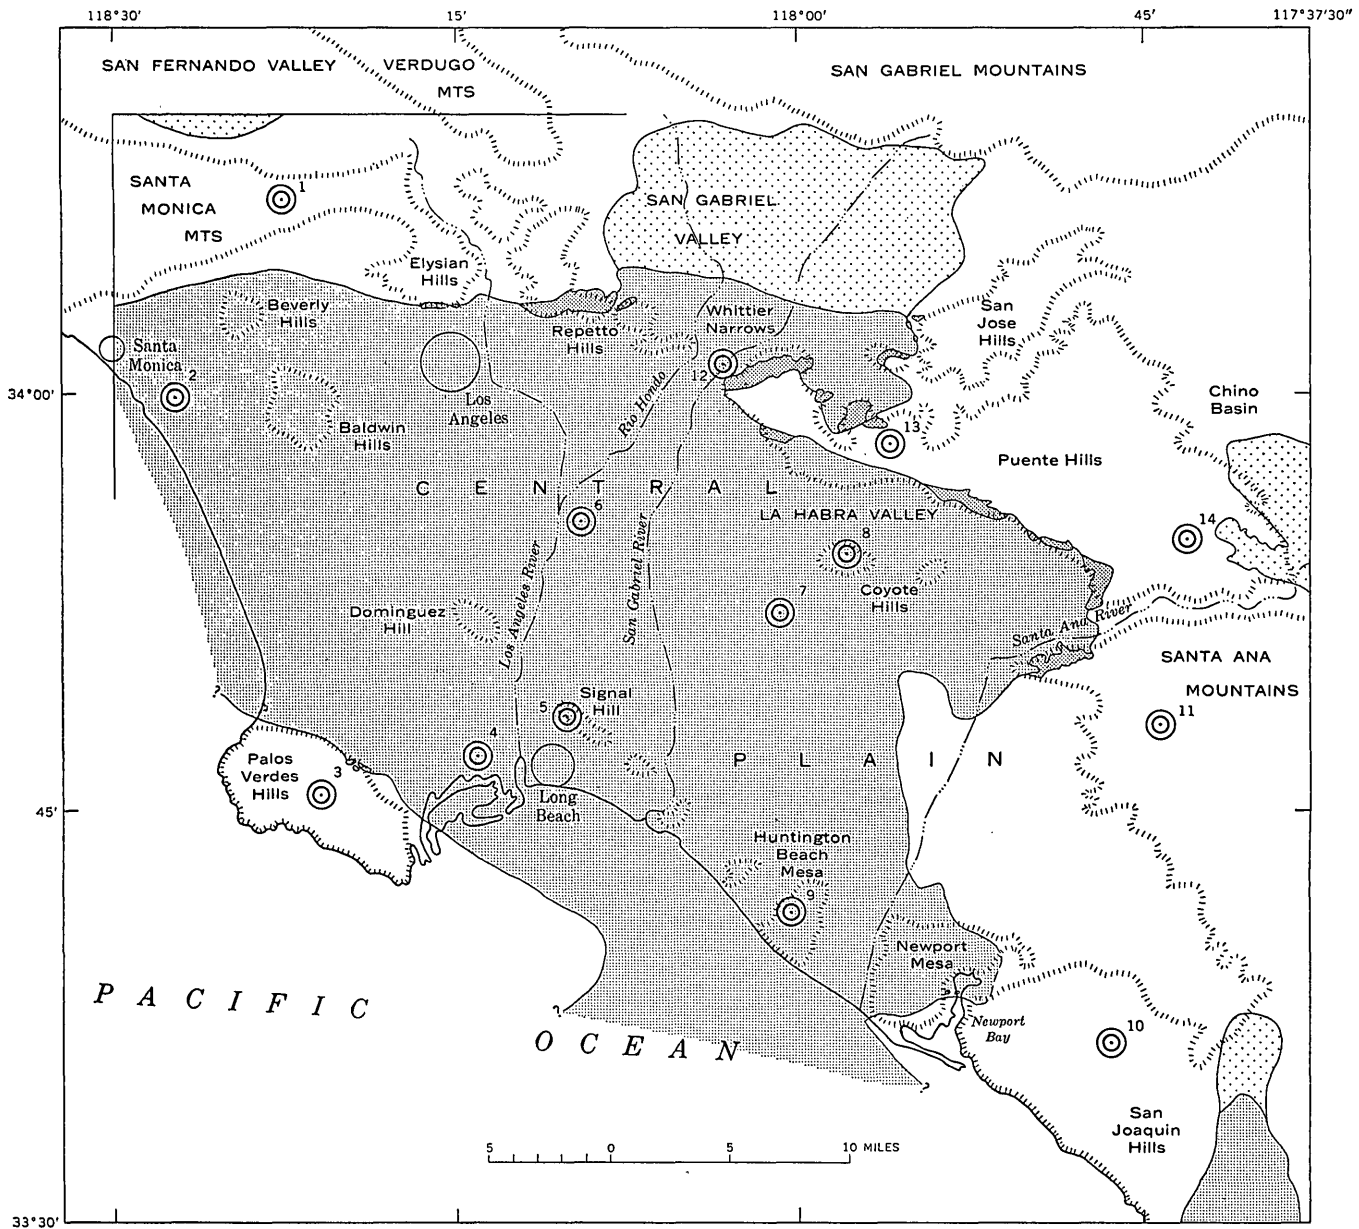 118°30′
15′
118°00′
45′
117°37′30″
SAN FERNANDO VALLEY
VERDUGO
MTS
SAN GABRIEL MOUNTAINS
SANTA
MONICA
MTS
1
SAN GABRIEL
VALLEY
Elysian
Hills
Beverly
Hills
Repetto
Hills
Whittier
Narrows
San
Jose
Hills
Santa
Monica
2
Los
Angeles
12
34°00′
Baldwin
Hills
Rio Hondo
13
Chino
Basin
Puente Hills
CENTRAL
LA HABRA VALLEY
6
8
14
Los Angeles River
San Gabriel River
7
Coyote
Hills
Dominguez
Hill
Santa Ana River
SANTA ANA
MOUNTAINS
?
Signal
Hill
5
11
4
?
Palos
Verdes
Hills
3
PLAIN
45′
Long
Beach
Huntington
Beach
Mesa
9
Newport
Mesa
PACIFIC
OCEAN
?
Newport
Bay
10
?
San
Joaquin
Hills
5 0 5 10 MILES
33°30′